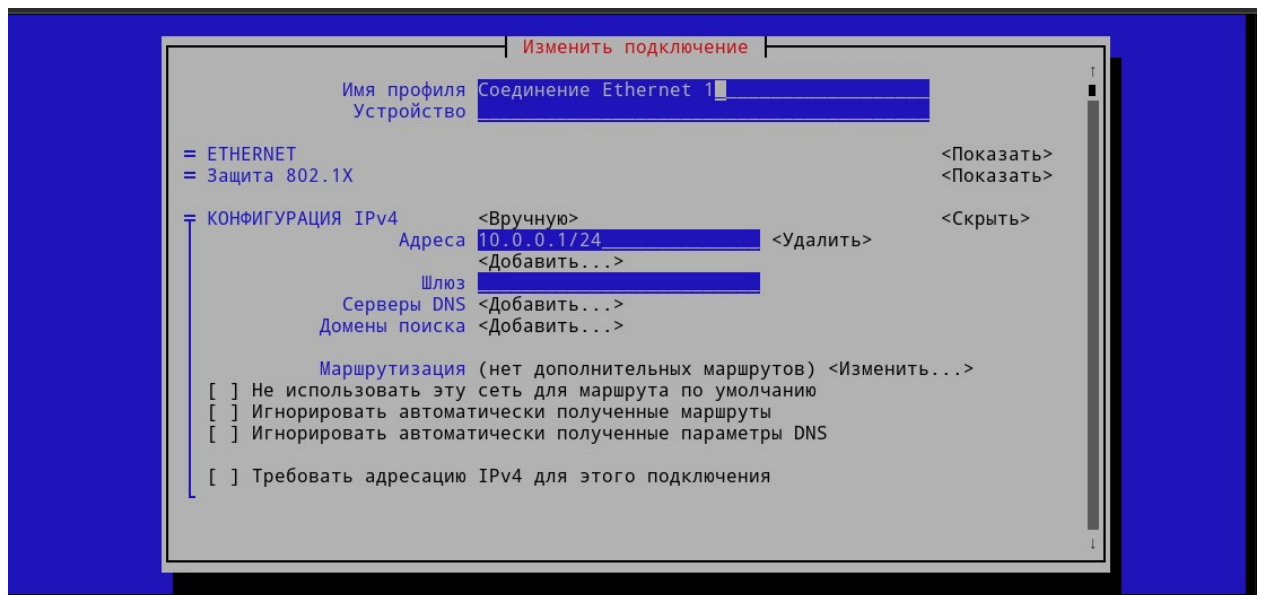 Изменить подключение
Имя профиля Соединение Ethernet 1
Устройство
= ETHERNET <Показать>
= Защита 802.1X <Показать>
КОНФИГУРАЦИЯ IPv4 <Вручную> <Скрыть>
Адреса 10.0.0.1/24 <Удалить>
<Добавить...>
Шлюз
Серверы DNS <Добавить...>
Домены поиска <Добавить...>
Маршрутизация (нет дополнительных маршрутов) <Изменить...>
[ ] Не использовать эту сеть для маршрута по умолчанию
[ ] Игнорировать автоматически полученные маршруты
[ ] Игнорировать автоматически полученные параметры DNS
[ ] Требовать адресацию IPv4 для этого подключения